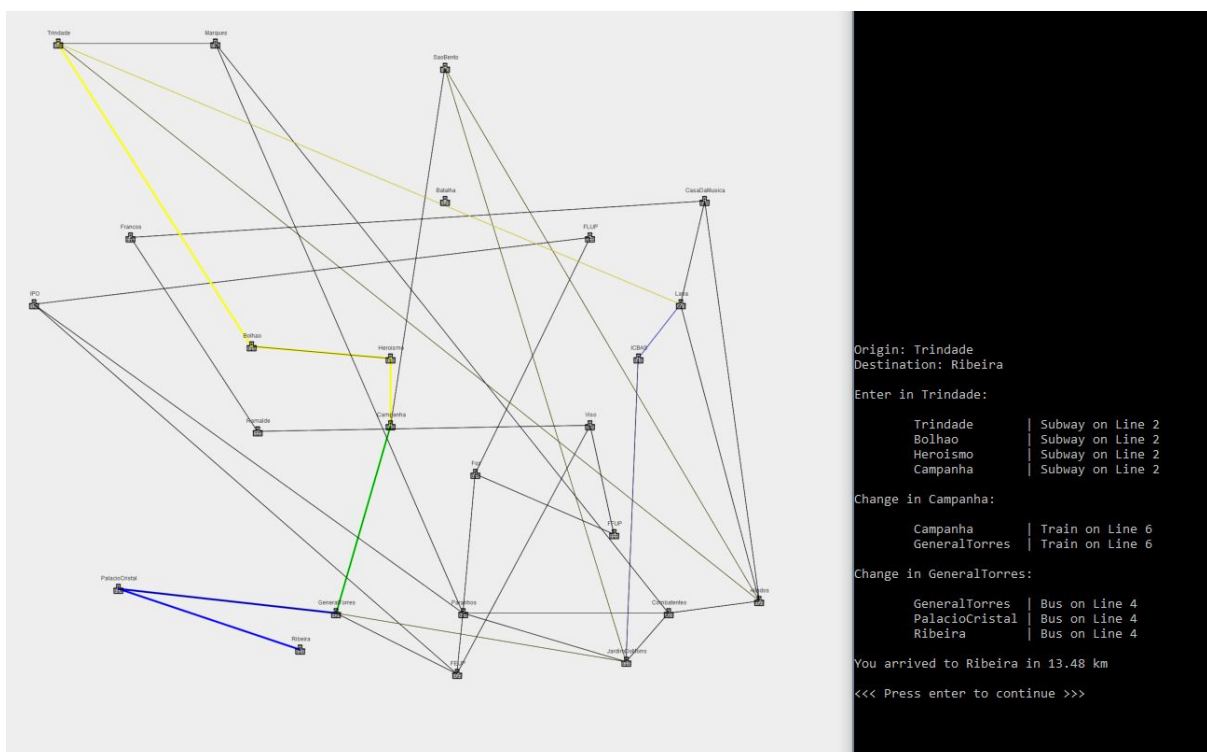 Trindade
Marques
SaoBento
Batalha
CasaDaMusica
Francos
FLUP
IPO
Lapa
Bolhao
Heroismo
ICBAS
Ramalde
Campanha
Viso
Foz
FFUP
PalacioCristal
GeneralTorres
Paranhos
Combatentes
Aliados
Ribeira
FEUP
JardimDoMorro
Origin: Trindade
Destination: Ribeira
Enter in Trindade:
Trindade | Subway on Line 2
Bolhao | Subway on Line 2
Heroismo | Subway on Line 2
Campanha | Subway on Line 2
Change in Campanha:
Campanha | Train on Line 6
GeneralTorres | Train on Line 6
Change in GeneralTorres:
GeneralTorres | Bus on Line 4
PalacioCristal | Bus on Line 4
Ribeira | Bus on Line 4
You arrived to Ribeira in 13.48 km
<<< Press enter to continue >>>